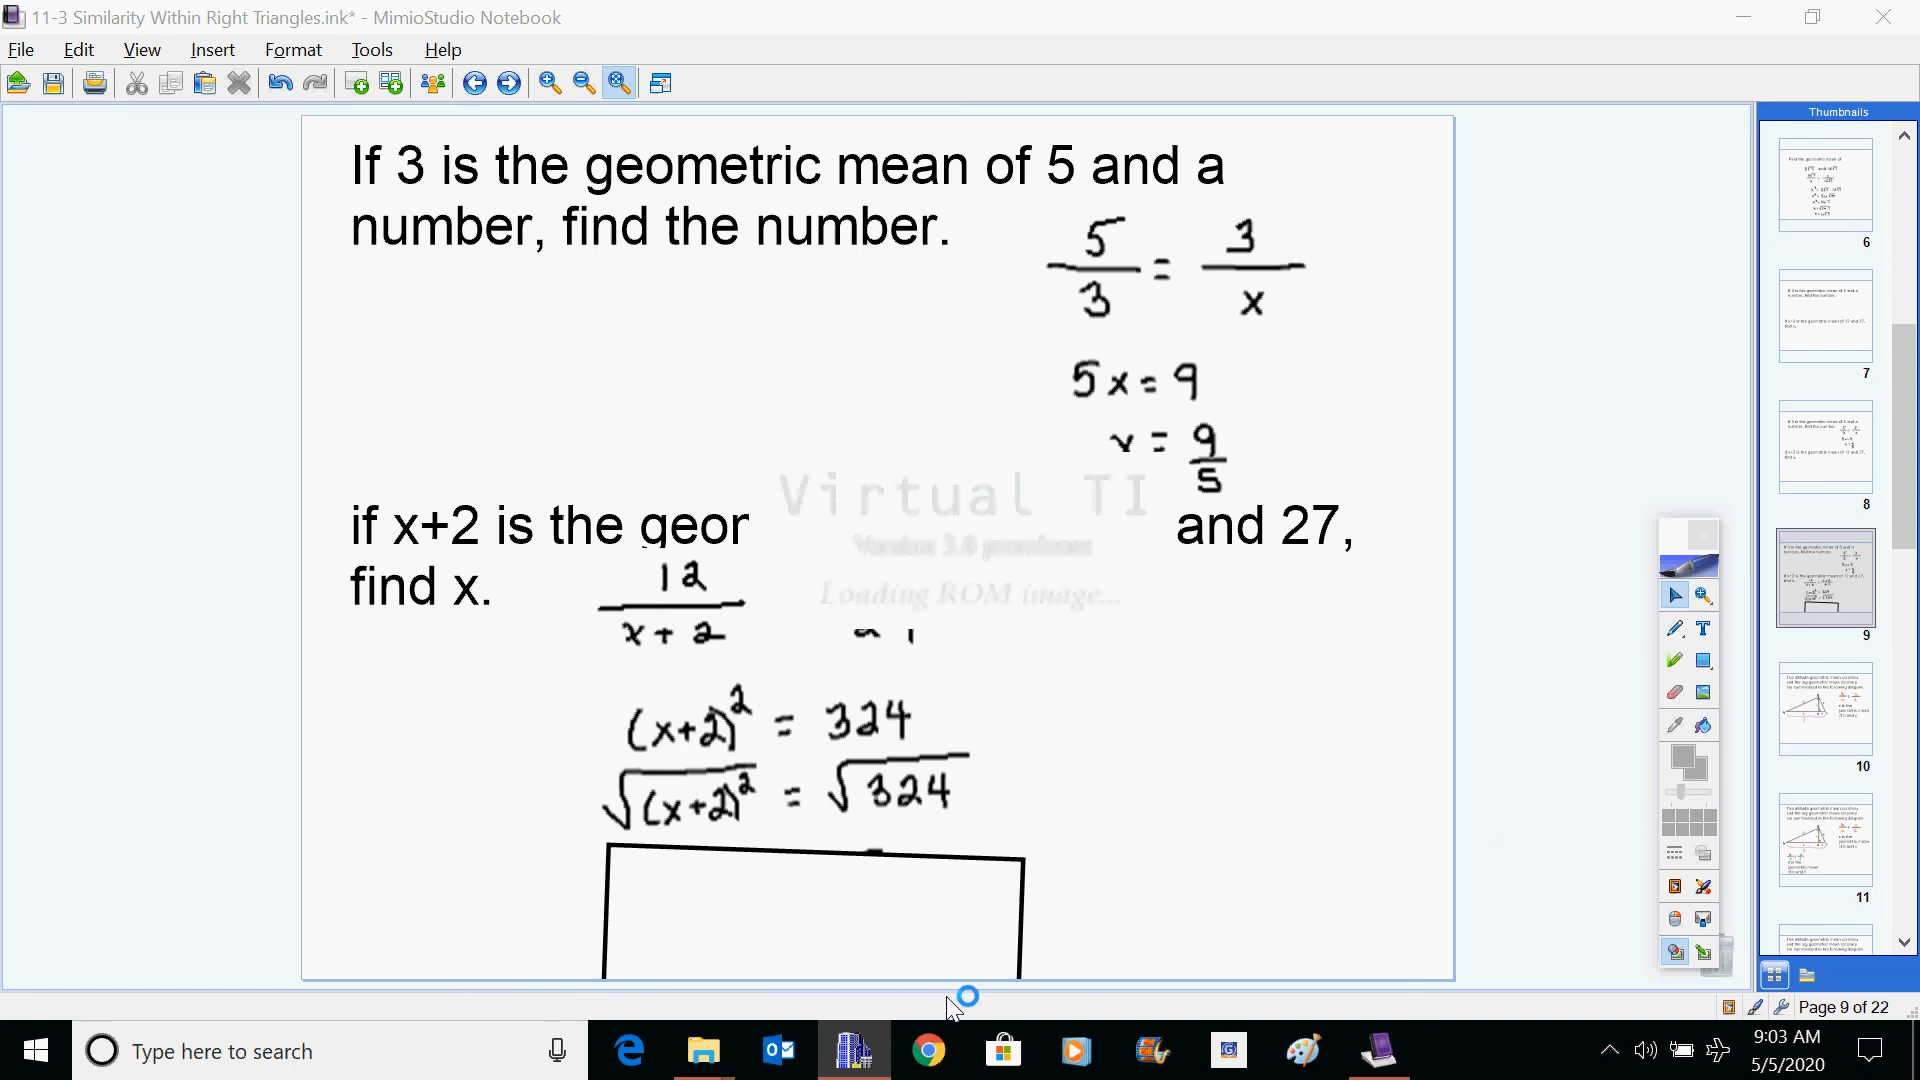 11-3 Similarity Within Right Triangles.ink* - MimioStudio Notebook
File Edit View Insert Format Tools Help
Thumbnails
If 3 is the geometric mean of 5 and a
number, find the number.
5/3 = 3/x
5x = 9
x = 9/5
Virtual TI
Version 3.0 prerelease
Loading ROM image...
if x+2 is the geor and 27,
find x.
12/x+2
(x+2)² = 324
√(x+2)² = √324
6
7
8
9
10
11
Page 9 of 22
Type here to search
9:03 AM
5/5/2020